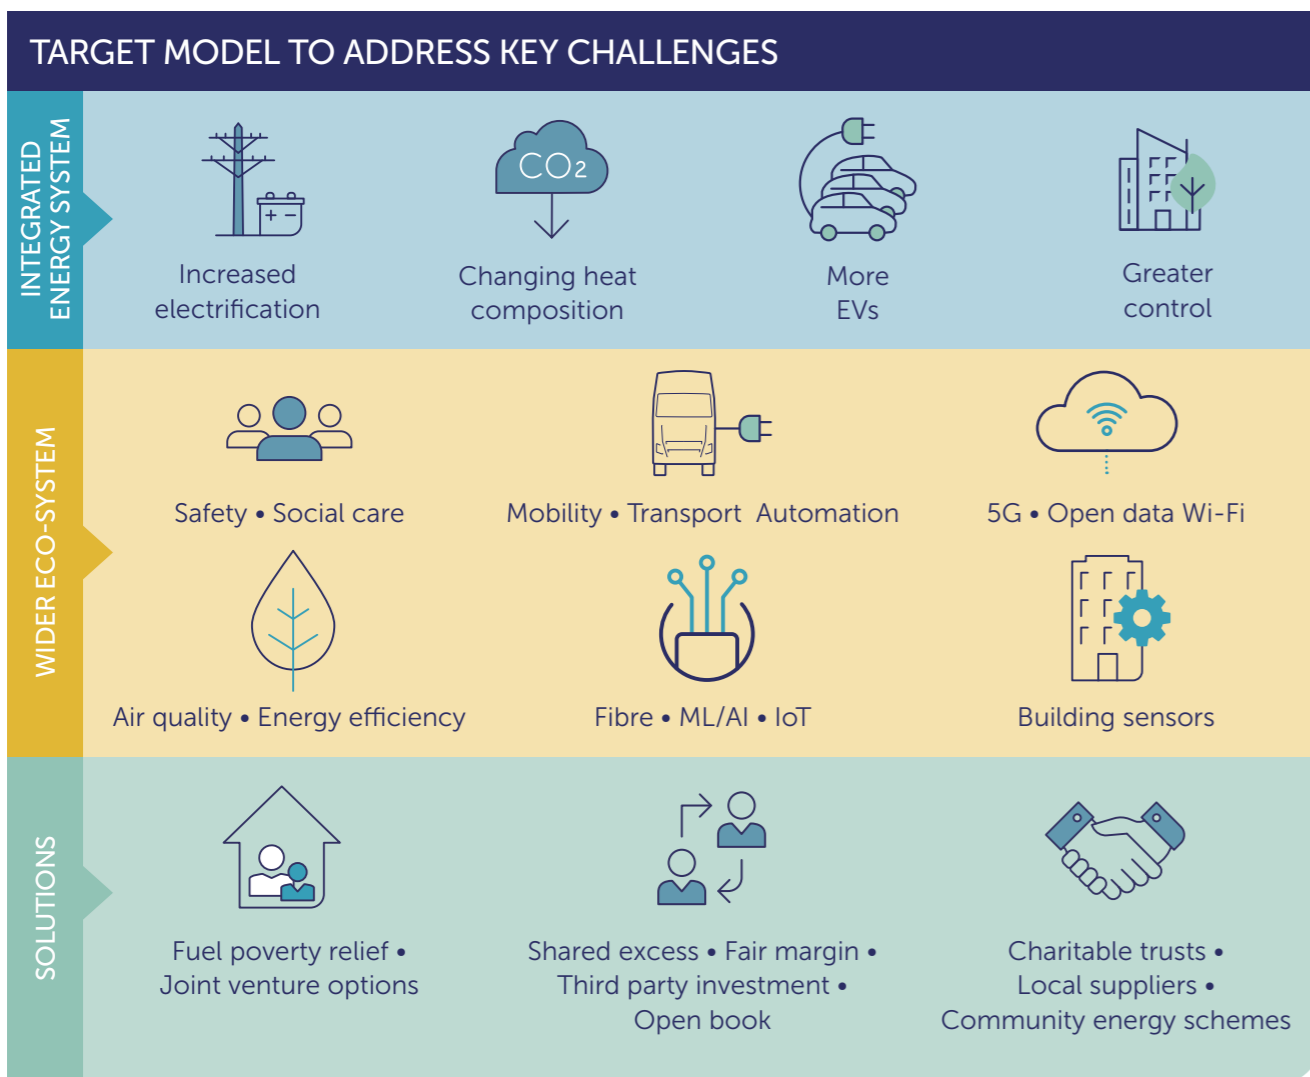 TARGET MODEL TO ADDRESS KEY CHALLENGES
INTEGRATED
ENERGY SYSTEM
CO2
+ −
Increased
electrification
Changing heat
composition
More
EVs
Greater
control
WIDER ECO-SYSTEM
Safety • Social care
Mobility • Transport Automation
5G • Open data Wi-Fi
Air quality • Energy efficiency
Fibre • ML/AI • IoT
Building sensors
SOLUTIONS
Fuel poverty relief •
Joint venture options
Shared excess • Fair margin •
Third party investment •
Open book
Charitable trusts •
Local suppliers •
Community energy schemes